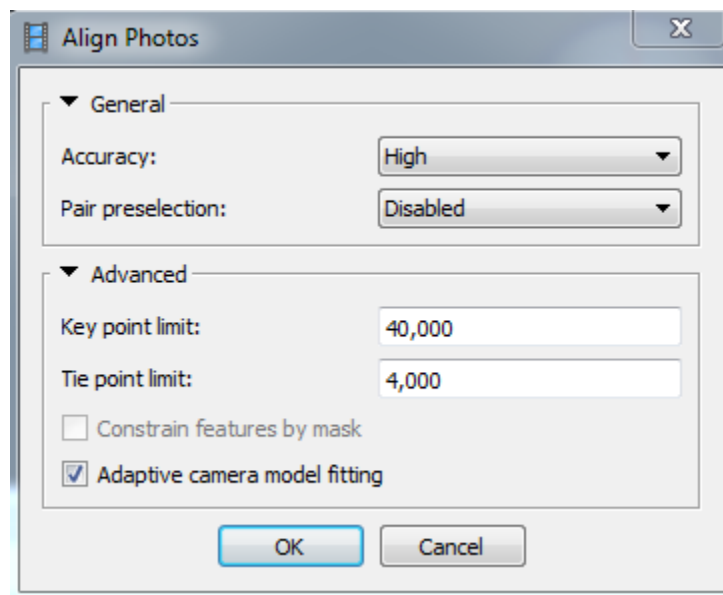 Align Photos
General
Accuracy: High
Pair preselection: Disabled
Advanced
Key point limit: 40,000
Tie point limit: 4,000
Constrain features by mask
Adaptive camera model fitting
OK Cancel